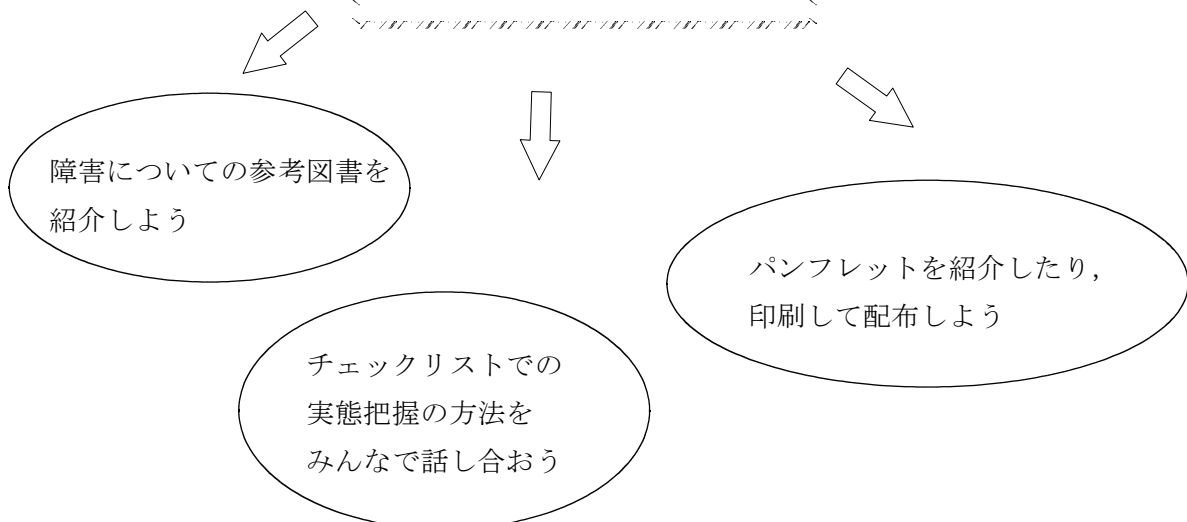 障害についての参考図書を
紹介しよう
パンフレットを紹介したり，
印刷して配布しよう
チェックリストでの
実態把握の方法を
みんなで話し合おう